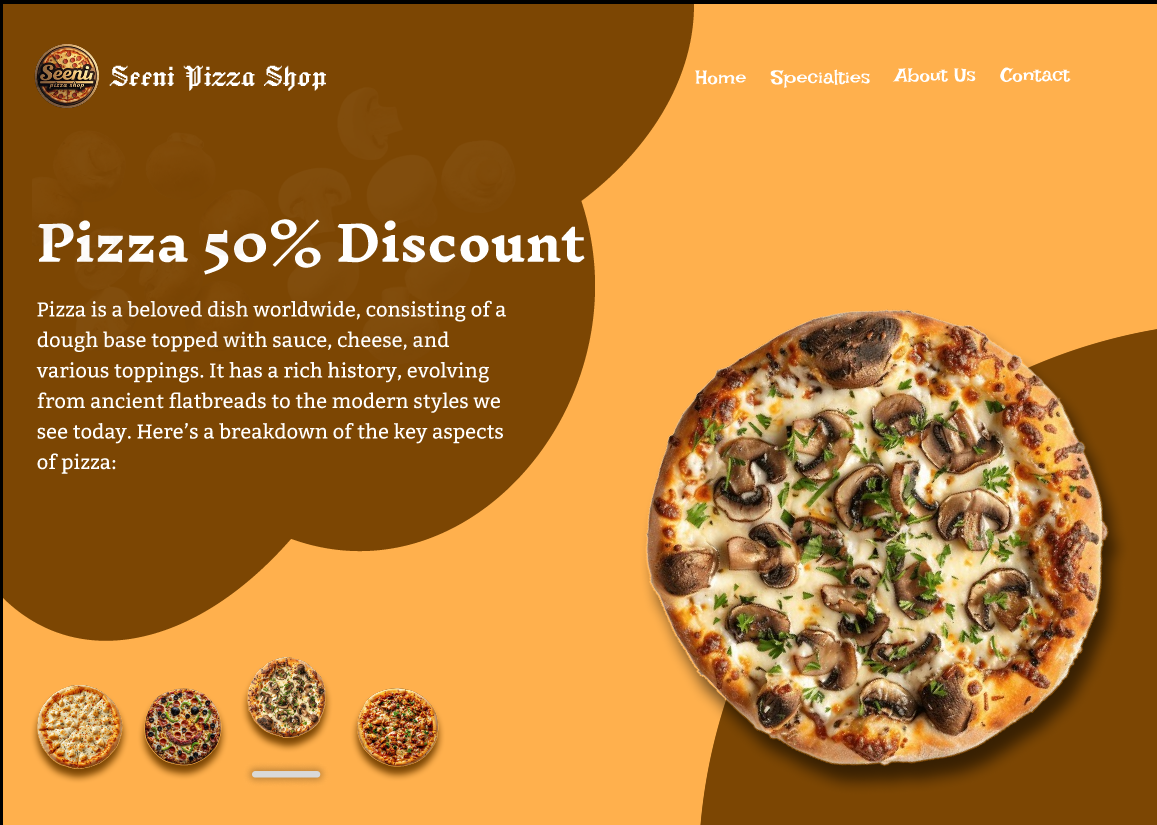 Seeni
pizza shop
Seeni Pizza Shop
Home Specialties About Us Contact
Pizza 50% Discount
Pizza is a beloved dish worldwide, consisting of a
dough base topped with sauce, cheese, and
various toppings. It has a rich history, evolving
from ancient flatbreads to the modern styles we
see today. Here’s a breakdown of the key aspects
of pizza: